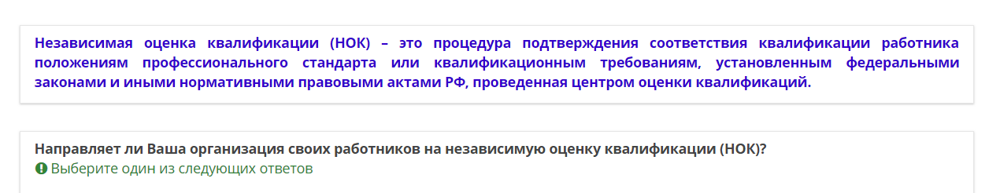 Независимая оценка квалификации (НОК) – это процедура подтверждения соответствия квалификации работника
положениям профессионального стандарта или квалификационным требованиям, установленным федеральными
законами и иными нормативными правовыми актами РФ, проведенная центром оценки квалификаций.
Направляет ли Ваша организация своих работников на независимую оценку квалификации (НОК)?
Выберите один из следующих ответов